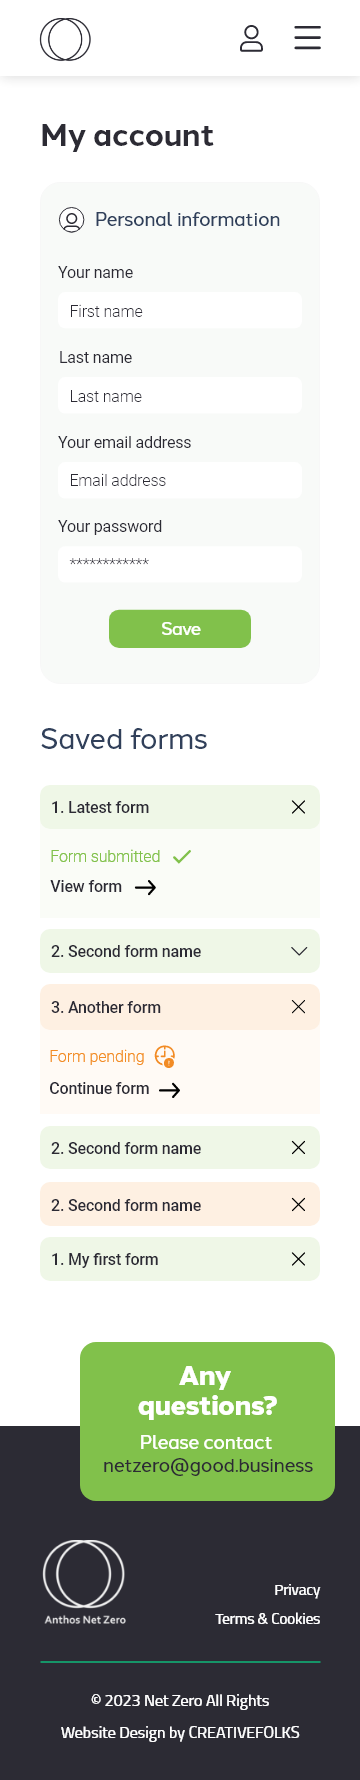 My account
Personal information
Your name
First name
Last name
Last name
Your email address
Email address
Your password
************
Save
Saved forms
1. Latest form
Form submitted
View form
2. Second form name
3. Another form
Form pending
Continue form
2. Second form name
2. Second form name
1. My first form
Any
questions?
Please contact
netzero@good.business
Anthos Net Zero
Privacy
Terms & Cookies
© 2023 Net Zero All Rights
Website Design by CREATIVEFOLKS